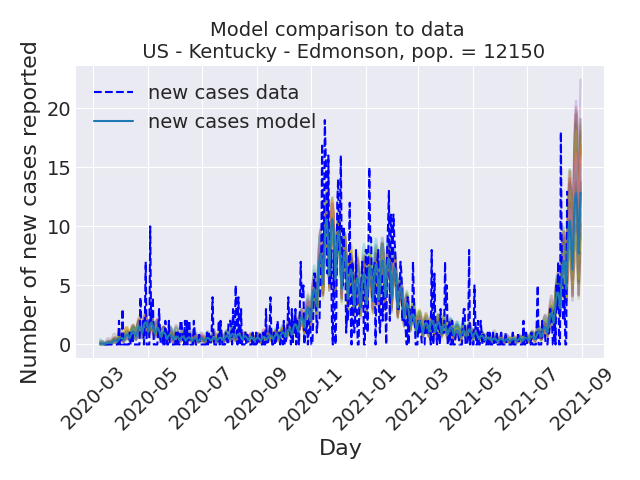 Model comparison to data
US - Kentucky - Edmonson, pop. = 12150
Number of new cases reported
20
15
10
5
0
new cases data
new cases model
2020-03
2020-05
2020-07
2020-09
2020-11
2021-01
2021-03
2021-05
2021-07
2021-09
Day